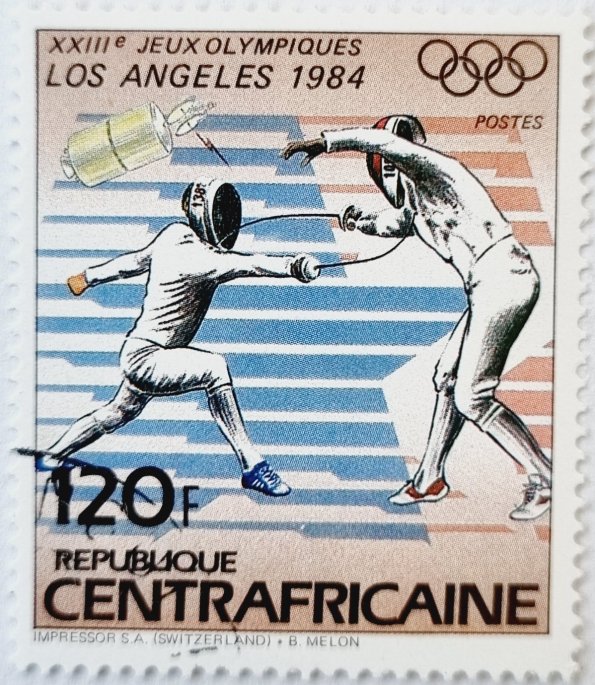 XXIIIe JEUX OLYMPIQUES
LOS ANGELES 1984
POSTES
120F
REPUBLIQUE
CENTRAFRICAINE
IMPRESSOR S.A. (SWITZERLAND) • B. MELON